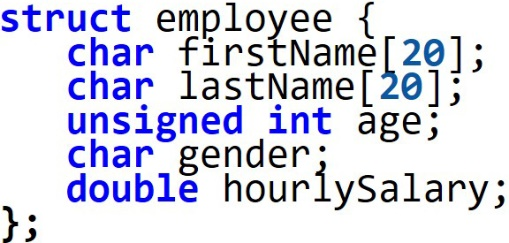 struct employee {
    char firstName[20];
    char lastName[20];
    unsigned int age;
    char gender;
    double hourlySalary;
};